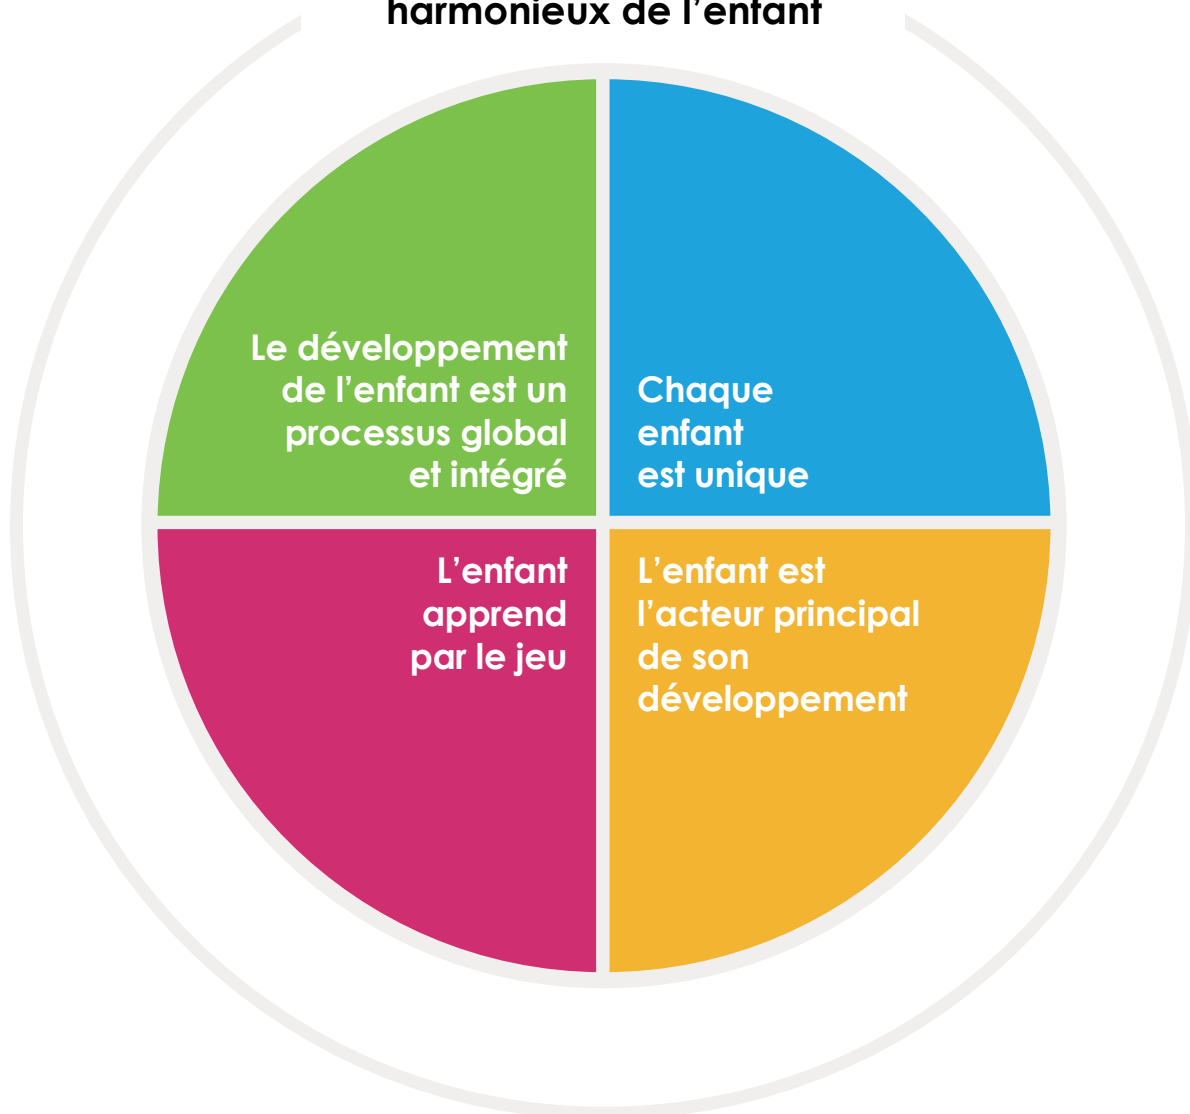 harmonieux de l’enfant
Le développement
de l’enfant est un
processus global
et intégré
Chaque
enfant
est unique
L’enfant
apprend
par le jeu
L’enfant est
l’acteur principal
de son
développement